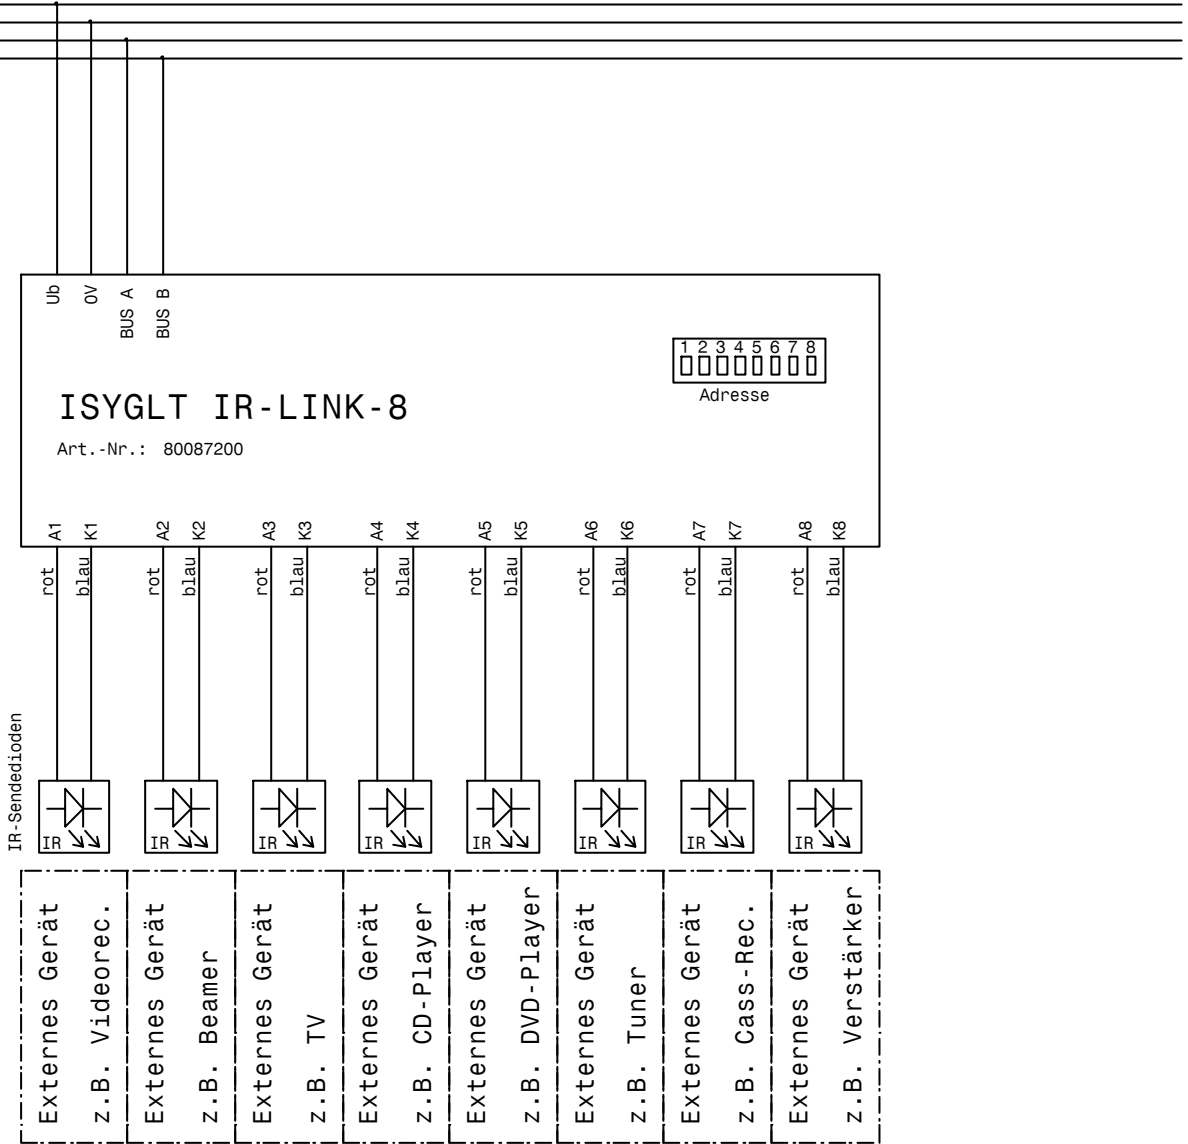 Ub
0V
BUS A
BUS B
1 2 3 4 5 6 7 8
Adresse
ISYGLT IR-LINK-8
Art.-Nr.: 80087200
A1
K1
A2
K2
A3
K3
A4
K4
A5
K5
A6
K6
A7
K7
A8
K8
rot
blau
rot
blau
rot
blau
rot
blau
rot
blau
rot
blau
rot
blau
rot
blau
IR-Sendedioden
IR
IR
IR
IR
IR
IR
IR
IR
Externes Gerät
z.B. Videorec.
Externes Gerät
z.B. Beamer
Externes Gerät
z.B. TV
Externes Gerät
z.B. CD-Player
Externes Gerät
z.B. DVD-Player
Externes Gerät
z.B. Tuner
Externes Gerät
z.B. Cass-Rec.
Externes Gerät
z.B. Verstärker